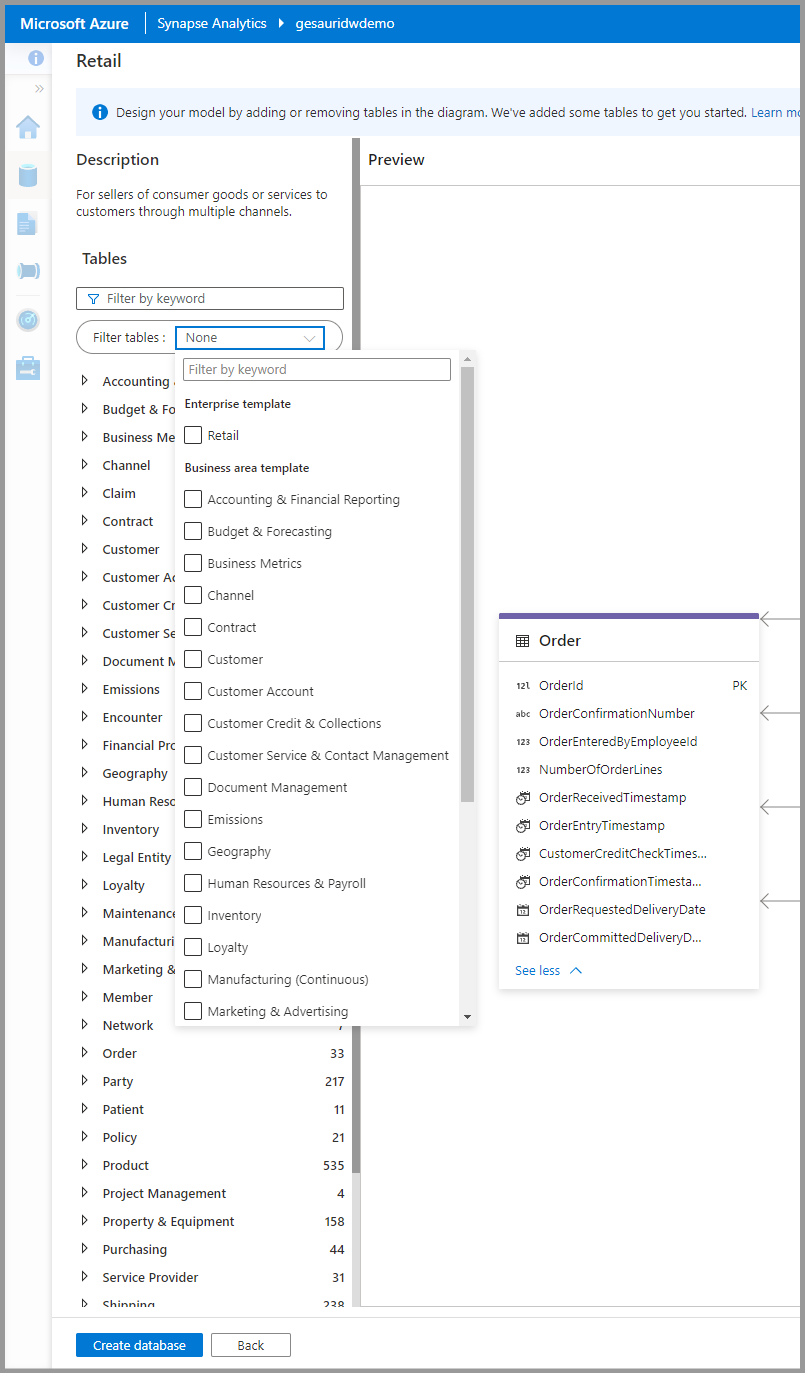 Microsoft Azure
Synapse Analytics
gesauridwdemo
Retail
Design your model by adding or removing tables in the diagram. We've added some tables to get you started. Learn mo
Description
Preview
For sellers of consumer goods or services to
customers through multiple channels.
Tables
Filter by keyword
Filter tables : None
Filter by keyword
Enterprise template
Retail
Business area template
Accounting & Financial Reporting
Budget & Forecasting
Business Metrics
Channel
Contract
Customer
Customer Account
Customer Credit & Collections
Customer Service & Contact Management
Document Management
Emissions
Geography
Human Resources & Payroll
Inventory
Loyalty
Manufacturing (Continuous)
Marketing & Advertising
Accounting
Budget & Fo
Business Me
Channel
Claim
Contract
Customer
Customer Ac
Customer Cr
Customer Se
Document M
Emissions
Encounter
Financial Pro
Geography
Human Reso
Inventory
Legal Entity
Loyalty
Maintenance
Manufacturi
Marketing &
Member
Network 7
Order 33
Party 217
Patient 11
Policy 21
Product 535
Project Management 4
Property & Equipment 158
Purchasing 44
Service Provider 31
Shipping 238
Order
12L OrderId PK
abc OrderConfirmationNumber
123 OrderEnteredByEmployeeId
123 NumberOfOrderLines
OrderReceivedTimestamp
OrderEntryTimestamp
CustomerCreditCheckTimes...
OrderConfirmationTimesta...
12 OrderRequestedDeliveryDate
12 OrderCommittedDeliveryD...
See less
Create database
Back